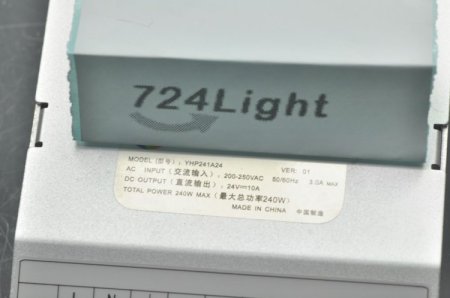 724Light
MODEL (型号): YHP241A24 VER: 01
AC INPUT (交流输入): 200-250VAC 50/60Hz 3.0A MAX
DC OUTPUT (直流输出): 24V⎓10A
TOTAL POWER 240W MAX (最大总功率240W)
MADE IN CHINA 中国制造
L N